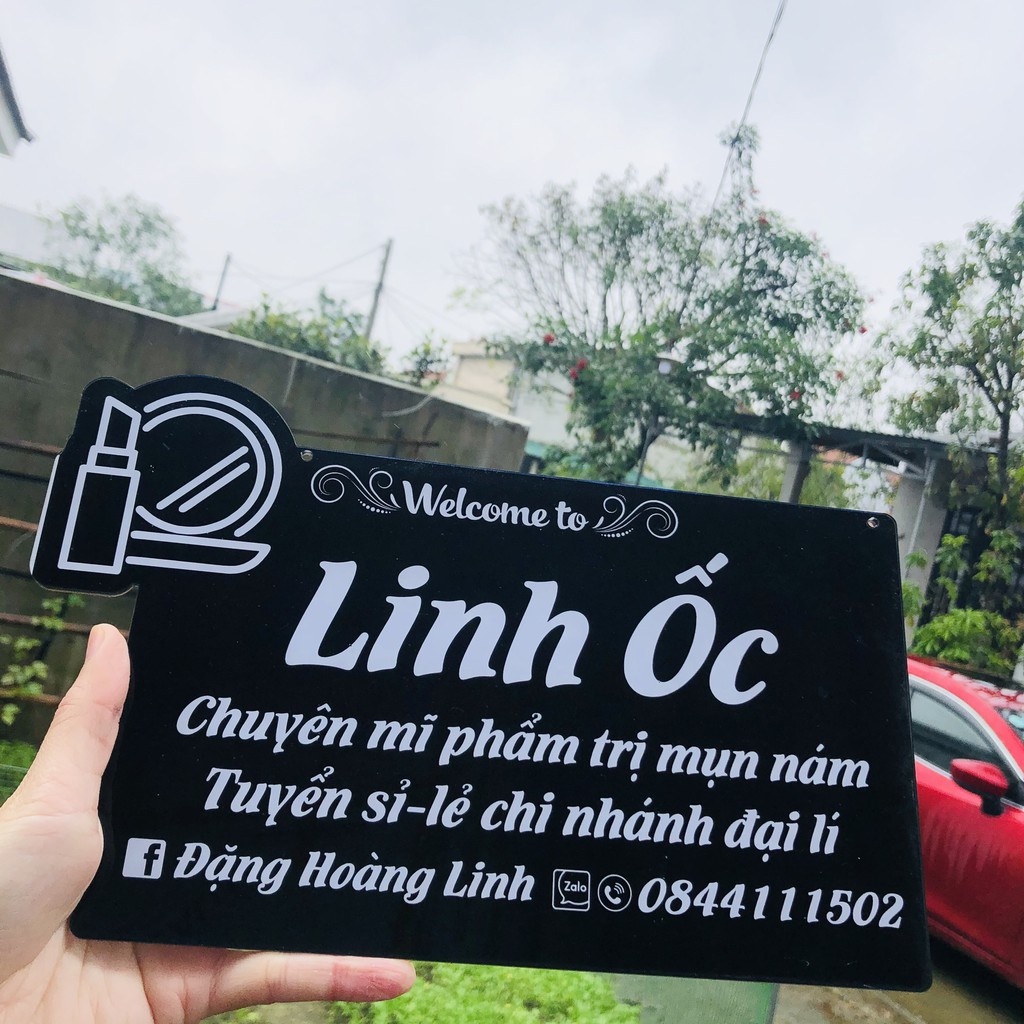 Welcome to
Linh Ốc
Chuyên mĩ phẩm trị mụn nám
Tuyển sỉ-lẻ chi nhánh đại lí
f Đặng Hoàng Linh Zalo 0844111502